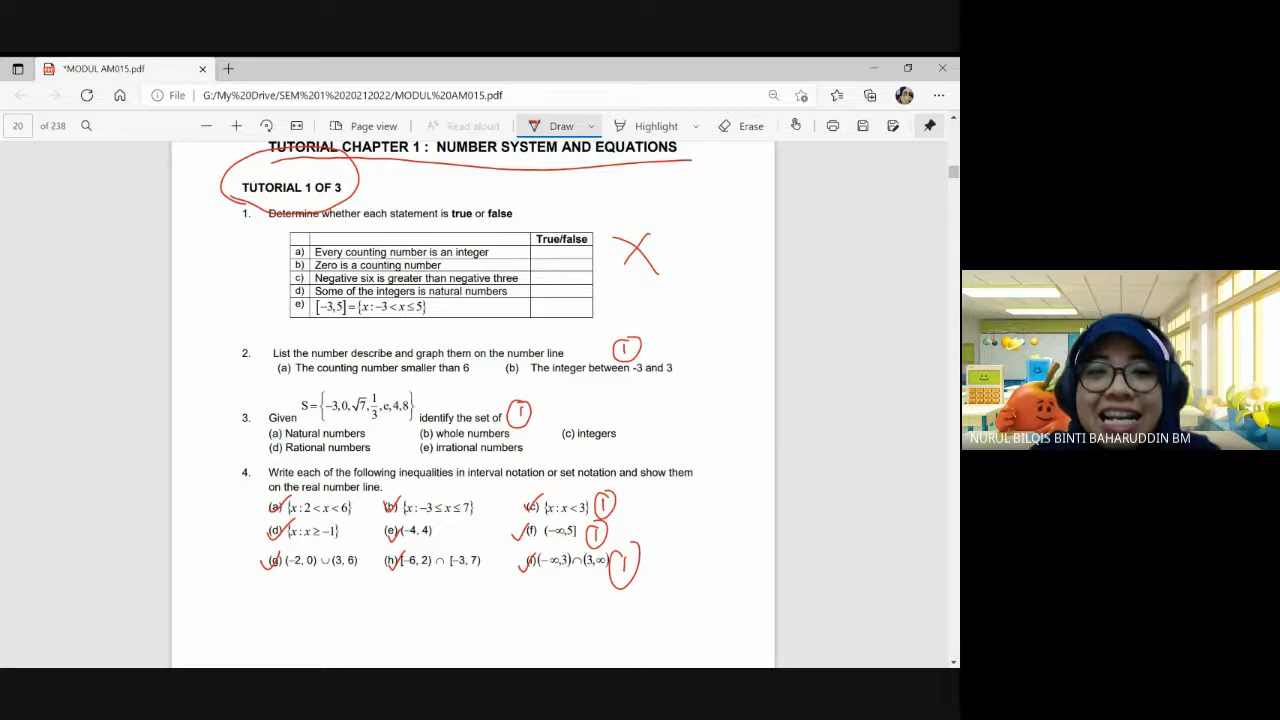 *MODUL AM015.pdf
File G:/My%20Drive/SEM%201%2020212022/MODUL%20AM015.pdf
20 of 238 Page view Read aloud Draw Highlight Erase
TUTORIAL CHAPTER 1 : NUMBER SYSTEM AND EQUATIONS
TUTORIAL 1 OF 3
1. Determine whether each statement is true or false
True/false
a) Every counting number is an integer
b) Zero is a counting number
c) Negative six is greater than negative three
d) Some of the integers is natural numbers
e) [−3,5] = {x : −3 < x ≤ 5}
2. List the number describe and graph them on the number line 1
(a) The counting number smaller than 6 (b) The integer between -3 and 3
3. Given S = {−3, 0, √7, 1/3, e, 4, 8} identify the set of 1
(a) Natural numbers (b) whole numbers (c) integers
(d) Rational numbers (e) irrational numbers
4. Write each of the following inequalities in interval notation or set notation and show them
on the real number line.
(a) {x : 2 < x < 6} (b) {x : −3 ≤ x ≤ 7} (c) {x : x < 3} 1
(d) {x : x ≥ −1} (e) (−4, 4) (f) (−∞,5] 1
(g) (−2, 0) ∪ (3, 6) (h) [−6, 2) ∩ [−3, 7) (i) (−∞,3) ∩ (3,∞) 1
NURUL BILQIS BINTI BAHARUDDIN BM